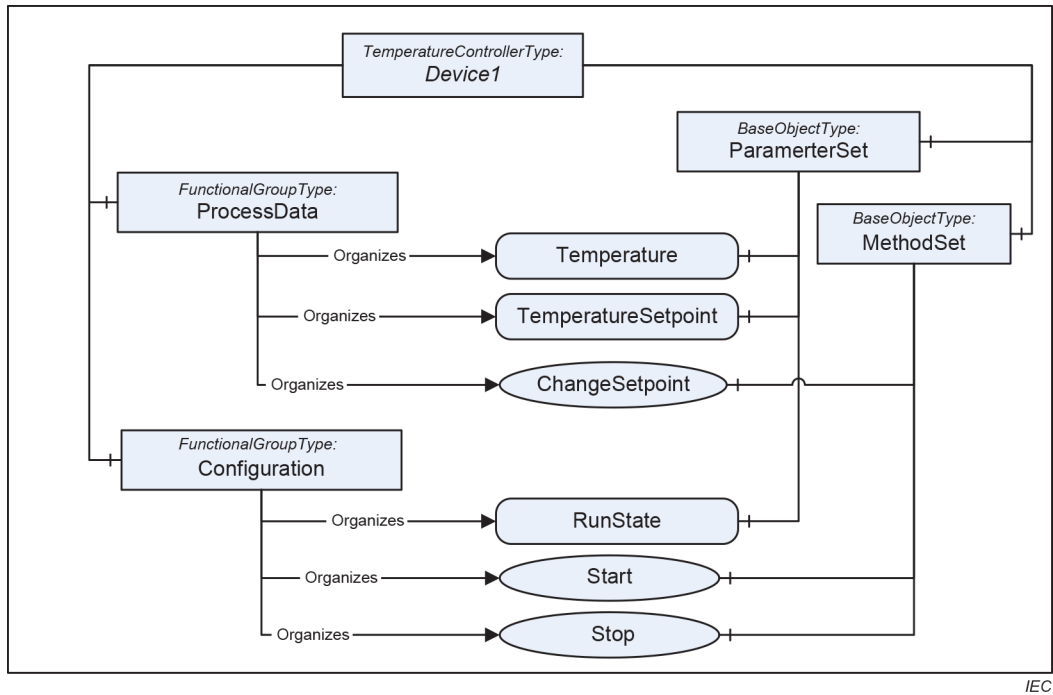 TemperatureControllerType:
Device1
BaseObjectType:
ParamerterSet
FunctionalGroupType:
ProcessData
BaseObjectType:
MethodSet
Organizes
Temperature
Organizes
TemperatureSetpoint
Organizes
ChangeSetpoint
FunctionalGroupType:
Configuration
Organizes
RunState
Organizes
Start
Organizes
Stop
IEC